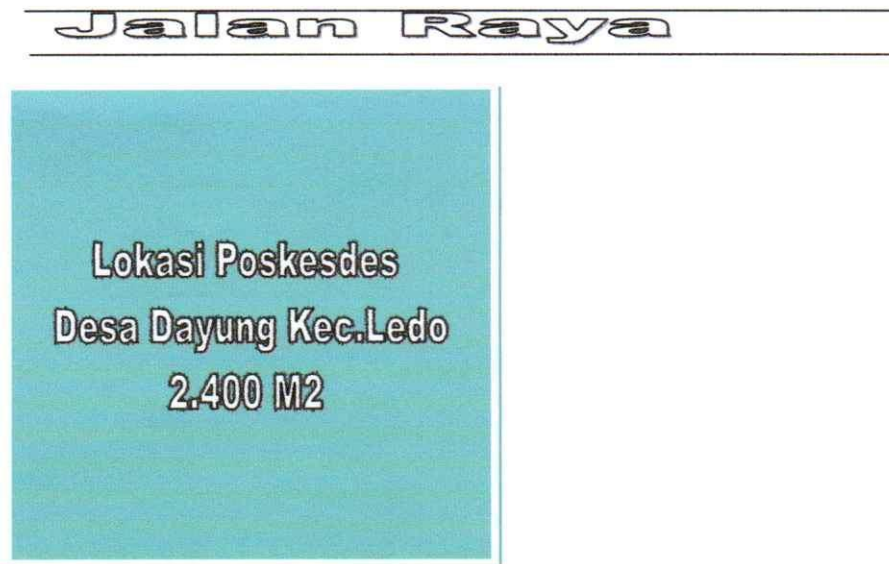 Jalan Raya
Lokasi Poskesdes
Desa Dayung Kec.Ledo
2.400 M2